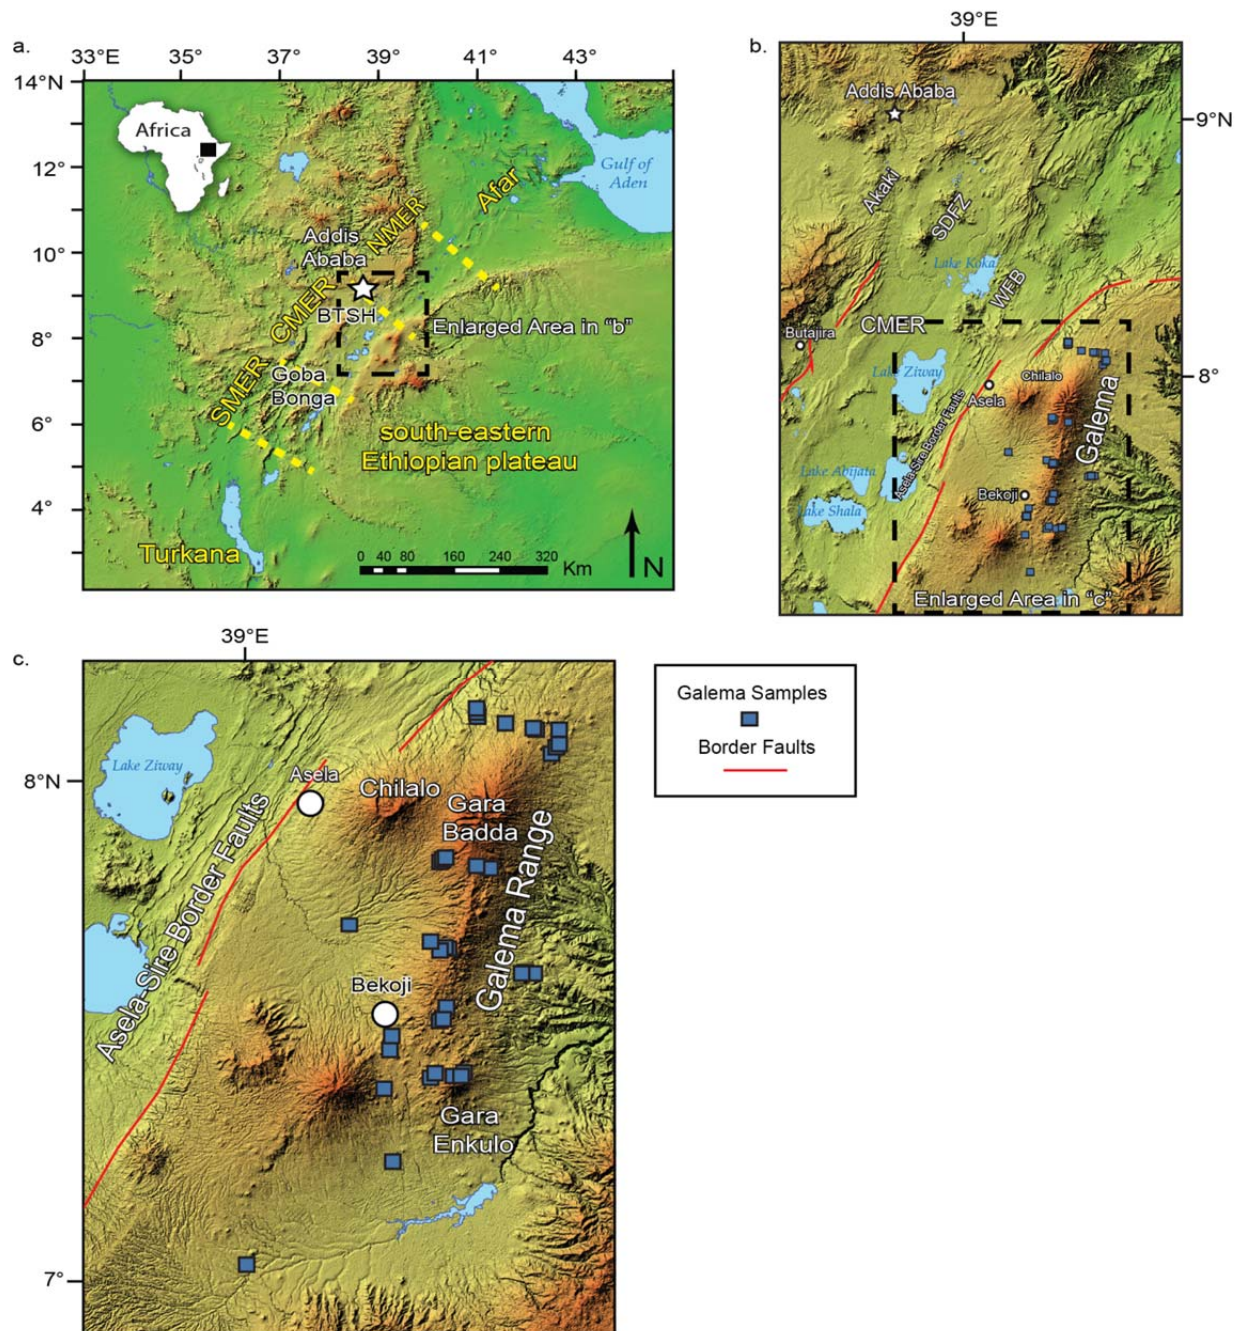 a.
33°E 35° 37° 39° 41° 43°
14°N
12°
10°
8°
6°
4°
Africa
Gulf of
Aden
Afar
NMER
Addis
Ababa
CMER
BTSH
Enlarged Area in "b"
SMER
Goba
Bonga
south-eastern
Ethiopian plateau
Turkana
0 40 80 160 240 320
Km
N
b.
39°E
9°N
8°
Addis Ababa
Akaki
SDFZ
Lake Koka
WFB
Butajira
CMER
Lake Ziway
Chilalo
Asela
Galema
Asela-Sire Border Faults
Lake Abijata
Bekoji
Lake Shala
Enlarged Area in "c"
c.
39°E
8°N
7°
Lake Ziway
Asela
Chilalo
Gara
Badda
Asela-Sire Border Faults
Galema Range
Bekoji
Gara
Enkulo
Galema Samples
Border Faults